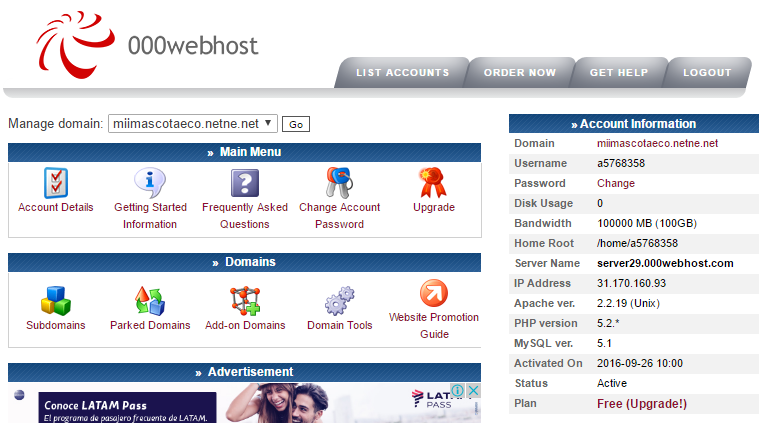 000webhost
LIST ACCOUNTS
ORDER NOW
GET HELP
LOGOUT
Manage domain: miimascotaeco.netne.net Go
» Main Menu
Account Details
Getting Started
Information
Frequently Asked
Questions
Change Account
Password
Upgrade
» Domains
Subdomains
Parked Domains
Add-on Domains
Domain Tools
Website Promotion
Guide
» Advertisement
Conoce LATAM Pass
El programa de pasajero frecuente de LATAM.
LATAM
PASS
» Account Information
Domain miimascotaeco.netne.net
Username a5768358
Password Change
Disk Usage 0
Bandwidth 100000 MB (100GB)
Home Root /home/a5768358
Server Name server29.000webhost.com
IP Address 31.170.160.93
Apache ver. 2.2.19 (Unix)
PHP version 5.2.*
MySQL ver. 5.1
Activated On 2016-09-26 10:00
Status Active
Plan Free (Upgrade!)